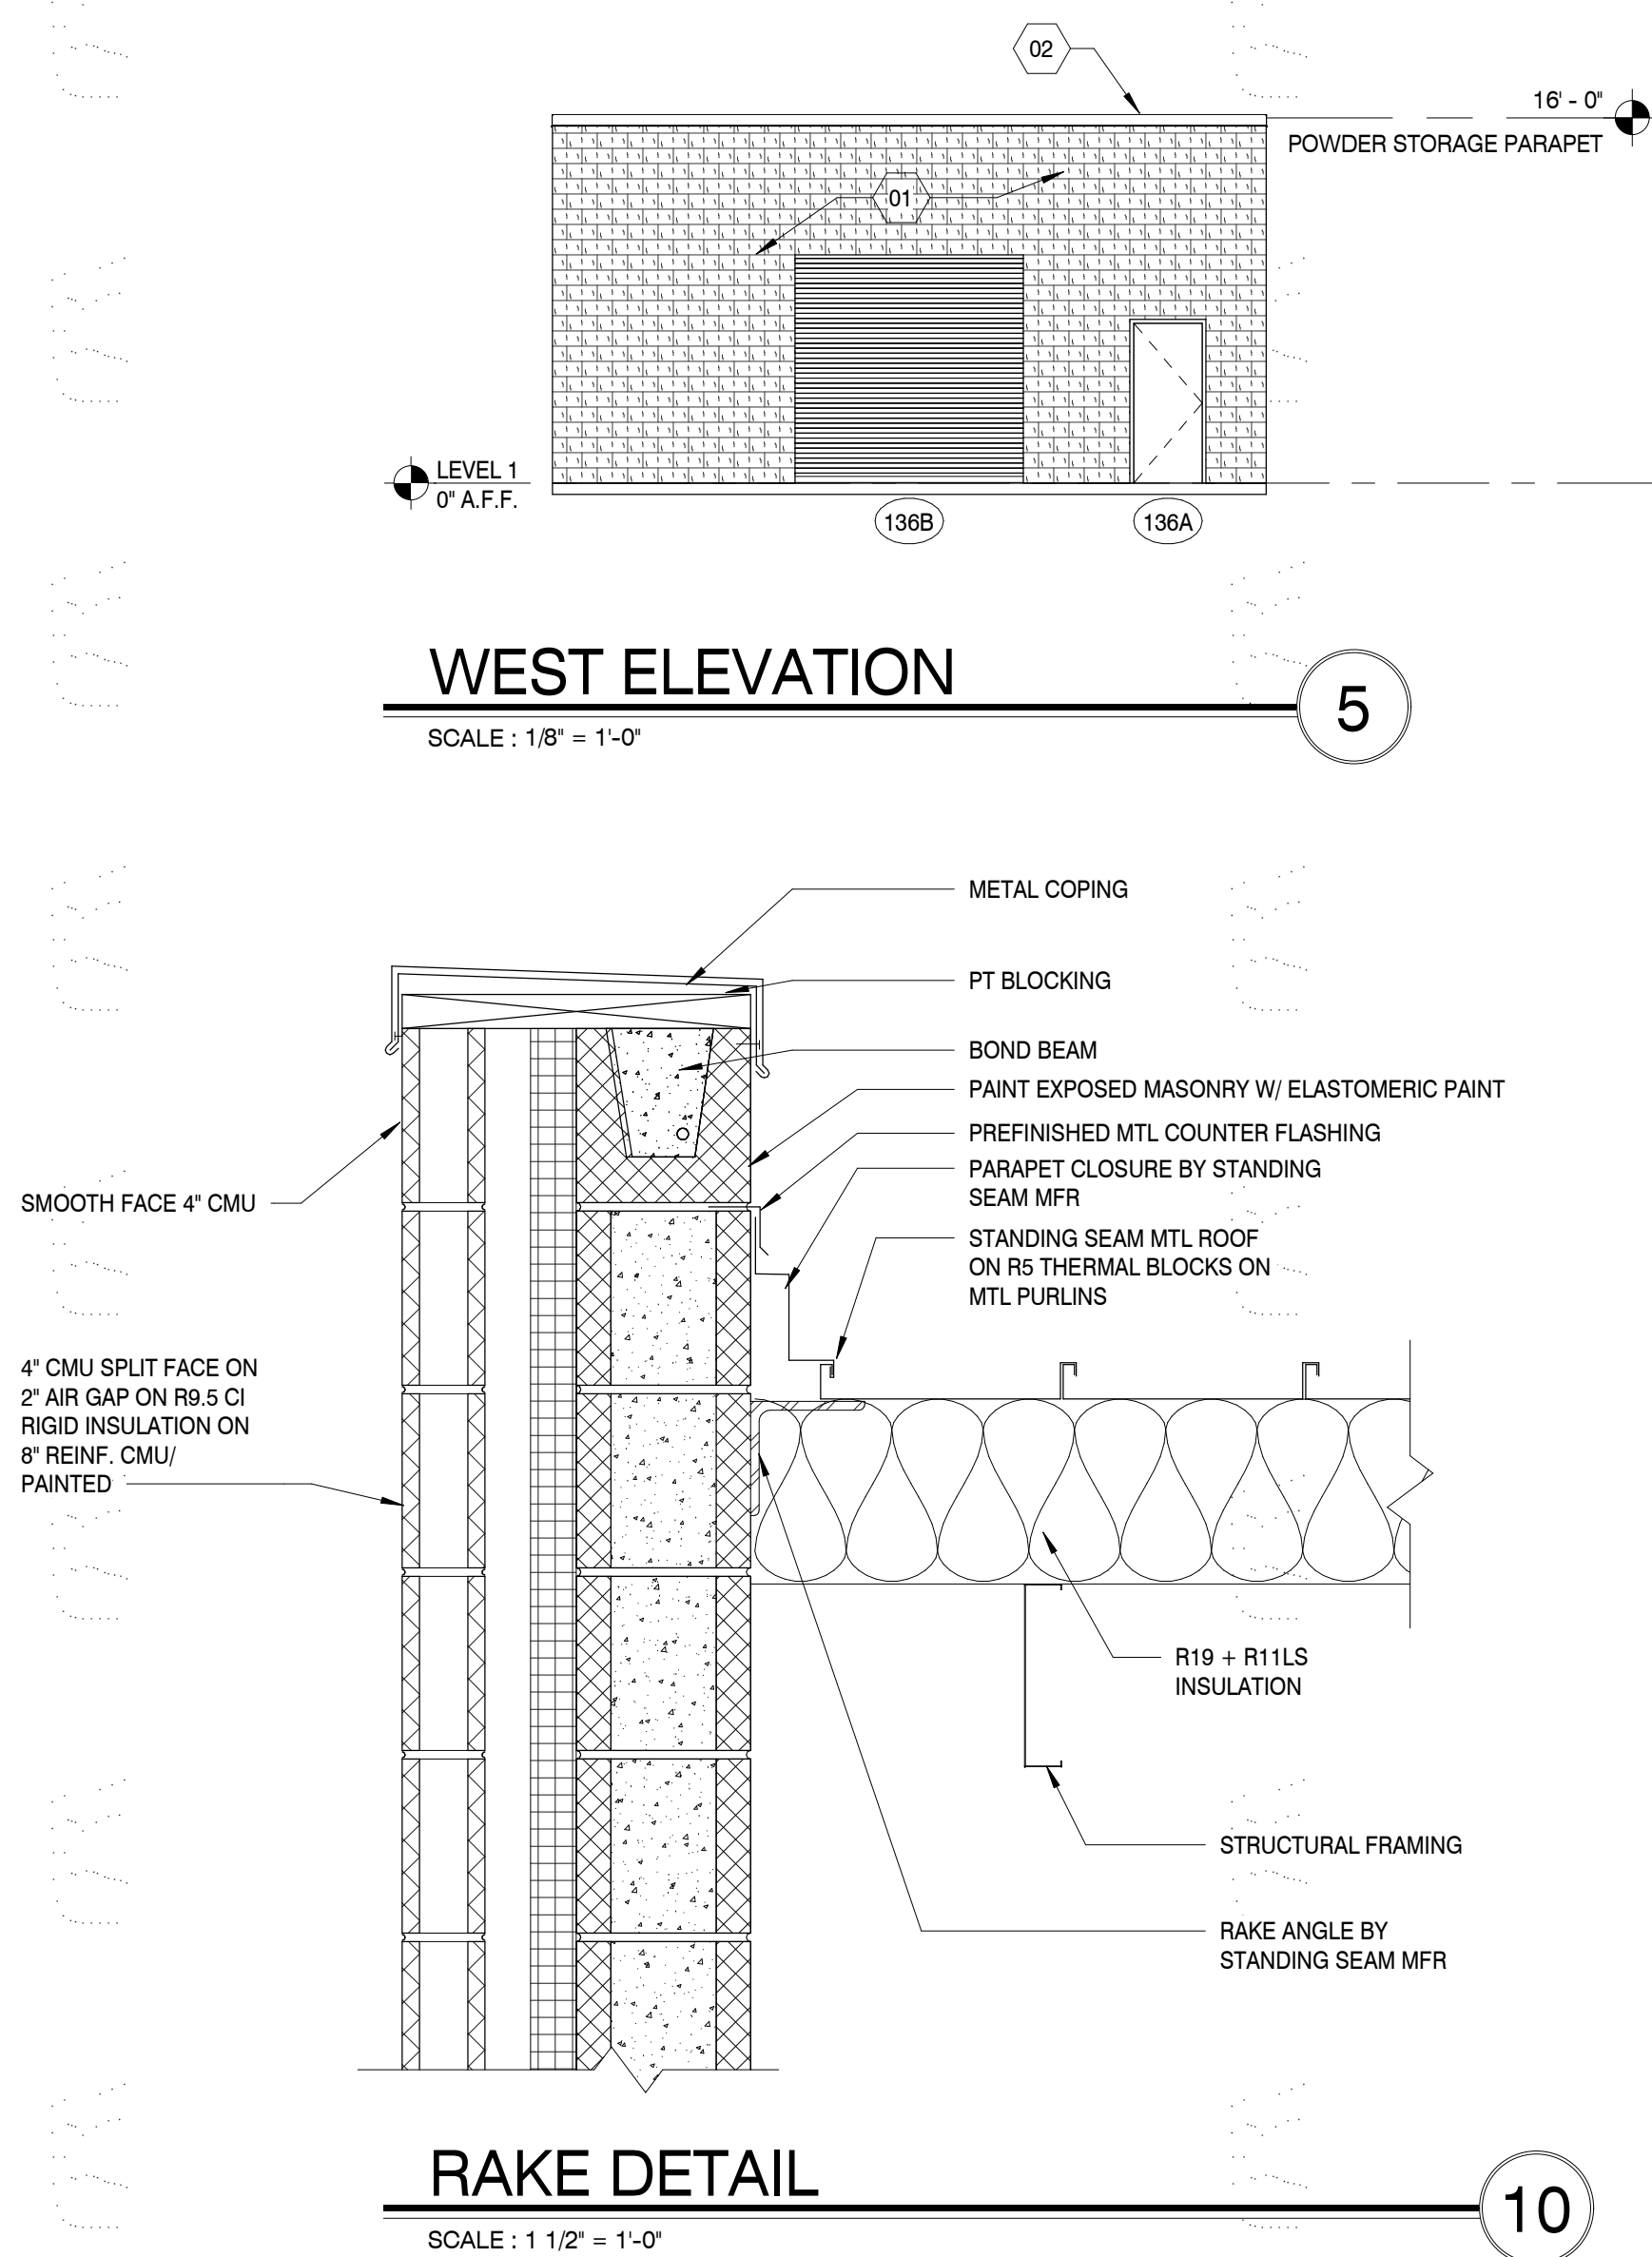 02
16' - 0"
POWDER STORAGE PARAPET
01
LEVEL 1
0" A.F.F.
136B
136A
WEST ELEVATION
5
SCALE : 1/8" = 1'-0"
METAL COPING
PT BLOCKING
BOND BEAM
PAINT EXPOSED MASONRY W/ ELASTOMERIC PAINT
PREFINISHED MTL COUNTER FLASHING
PARAPET CLOSURE BY STANDING
SEAM MFR
SMOOTH FACE 4" CMU
STANDING SEAM MTL ROOF
ON R5 THERMAL BLOCKS ON
MTL PURLINS
4" CMU SPLIT FACE ON
2" AIR GAP ON R9.5 CI
RIGID INSULATION ON
8" REINF. CMU/
PAINTED
R19 + R11LS
INSULATION
STRUCTURAL FRAMING
RAKE ANGLE BY
STANDING SEAM MFR
RAKE DETAIL
10
SCALE : 1 1/2" = 1'-0"